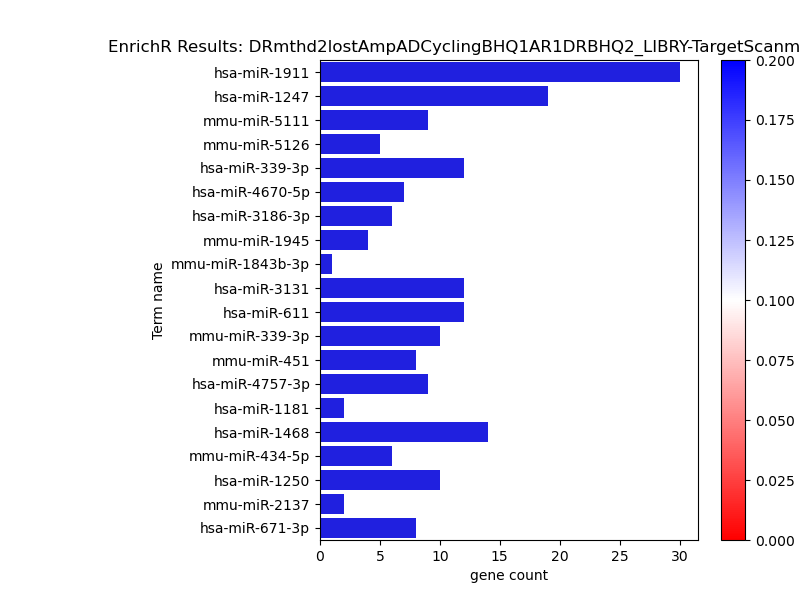 EnrichR Results: DRmthd2lostAmpADCyclingBHQ1AR1DRBHQ2_LIBRY-TargetScanm
hsa-miR-1911
hsa-miR-1247
mmu-miR-5111
mmu-miR-5126
hsa-miR-339-3p
hsa-miR-4670-5p
hsa-miR-3186-3p
mmu-miR-1945
mmu-miR-1843b-3p
hsa-miR-3131
hsa-miR-611
mmu-miR-339-3p
mmu-miR-451
hsa-miR-4757-3p
hsa-miR-1181
hsa-miR-1468
mmu-miR-434-5p
hsa-miR-1250
mmu-miR-2137
hsa-miR-671-3p
Term name
0 5 10 15 20 25 30
gene count
0.200
0.175
0.150
0.125
0.100
0.075
0.050
0.025
0.000